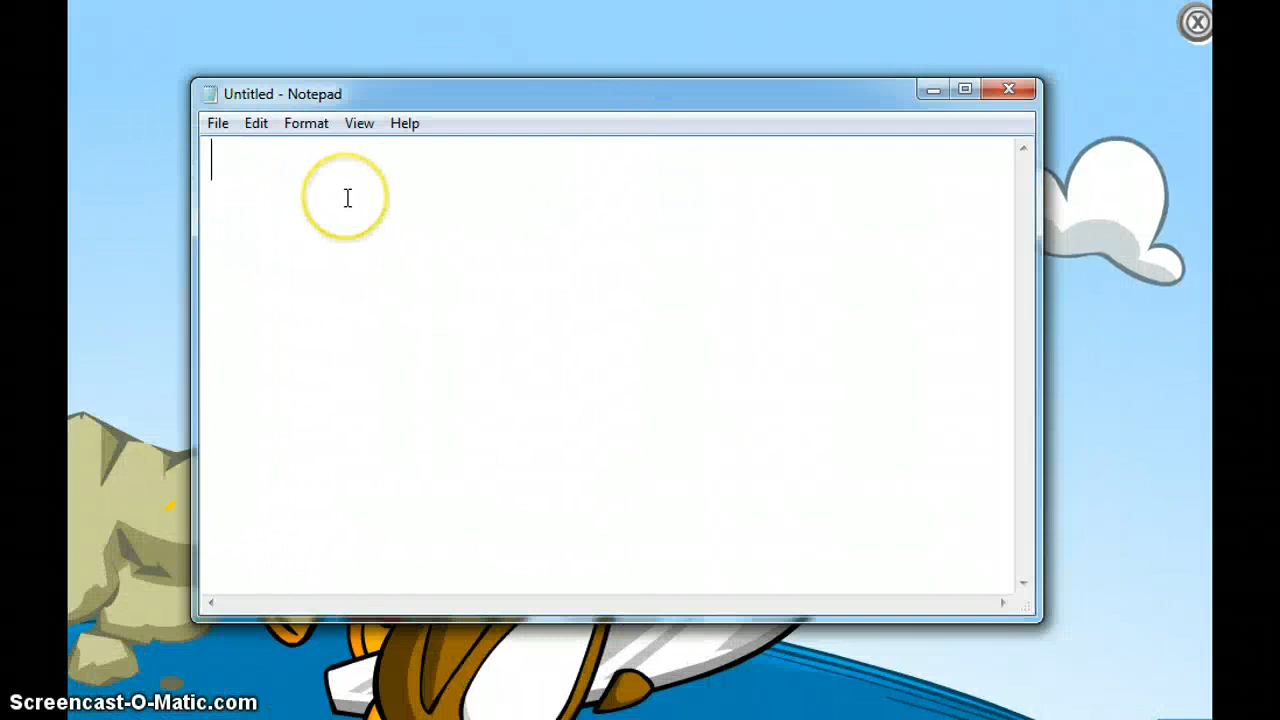 Untitled - Notepad
File Edit Format View Help
Screencast-O-Matic.com